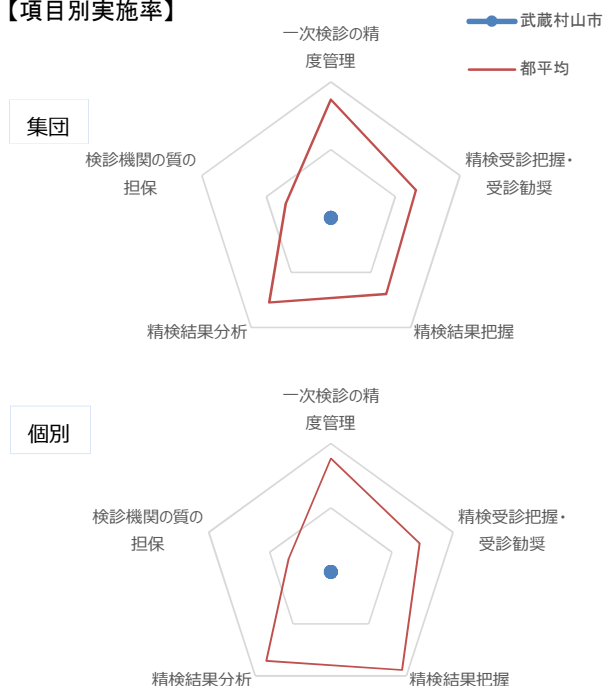 【項目別実施率】
武蔵村山市
都平均
集団
一次検診の精
度管理
検診機関の質の
担保
精検受診把握・
受診勧奨
精検結果分析
精検結果把握
個別
一次検診の精
度管理
検診機関の質の
担保
精検受診把握・
受診勧奨
精検結果分析
精検結果把握